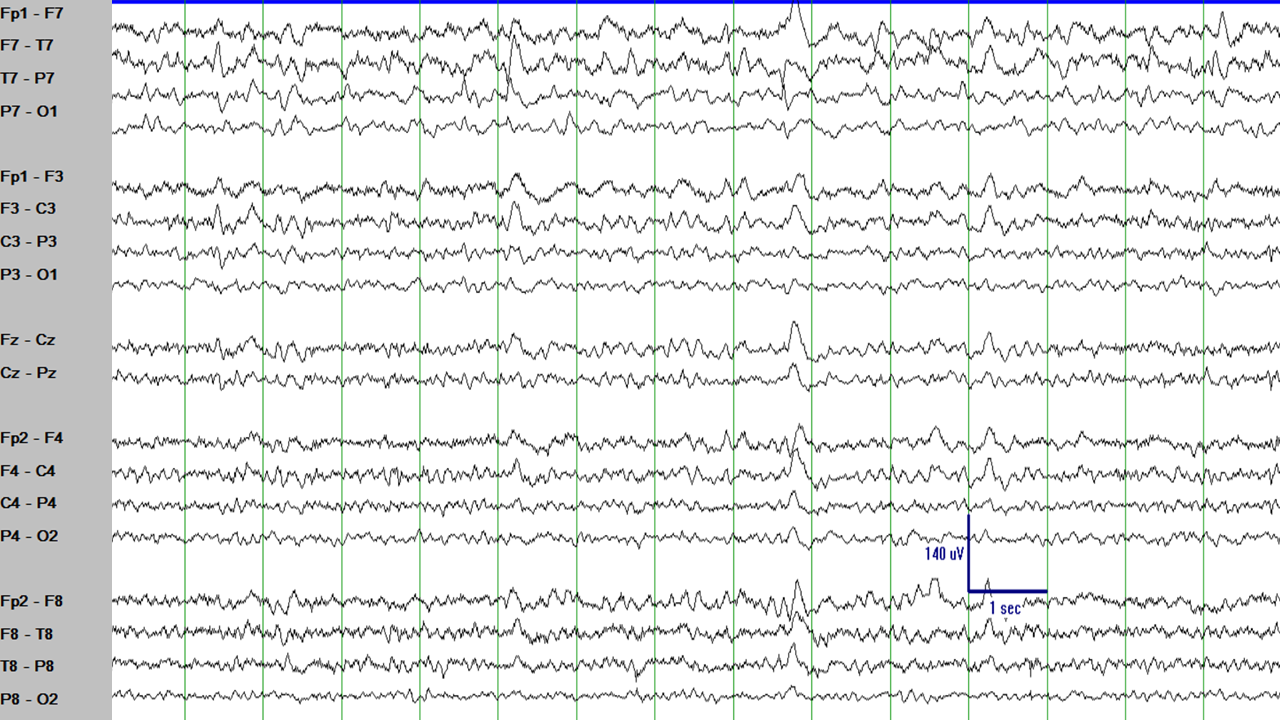 Fp1 - F7
F7 - T7
T7 - P7
P7 - O1
Fp1 - F3
F3 - C3
C3 - P3
P3 - O1
Fz - Cz
Cz - Pz
Fp2 - F4
F4 - C4
C4 - P4
P4 - O2
140 uV
Fp2 - F8
1 sec
F8 - T8
T8 - P8
P8 - O2